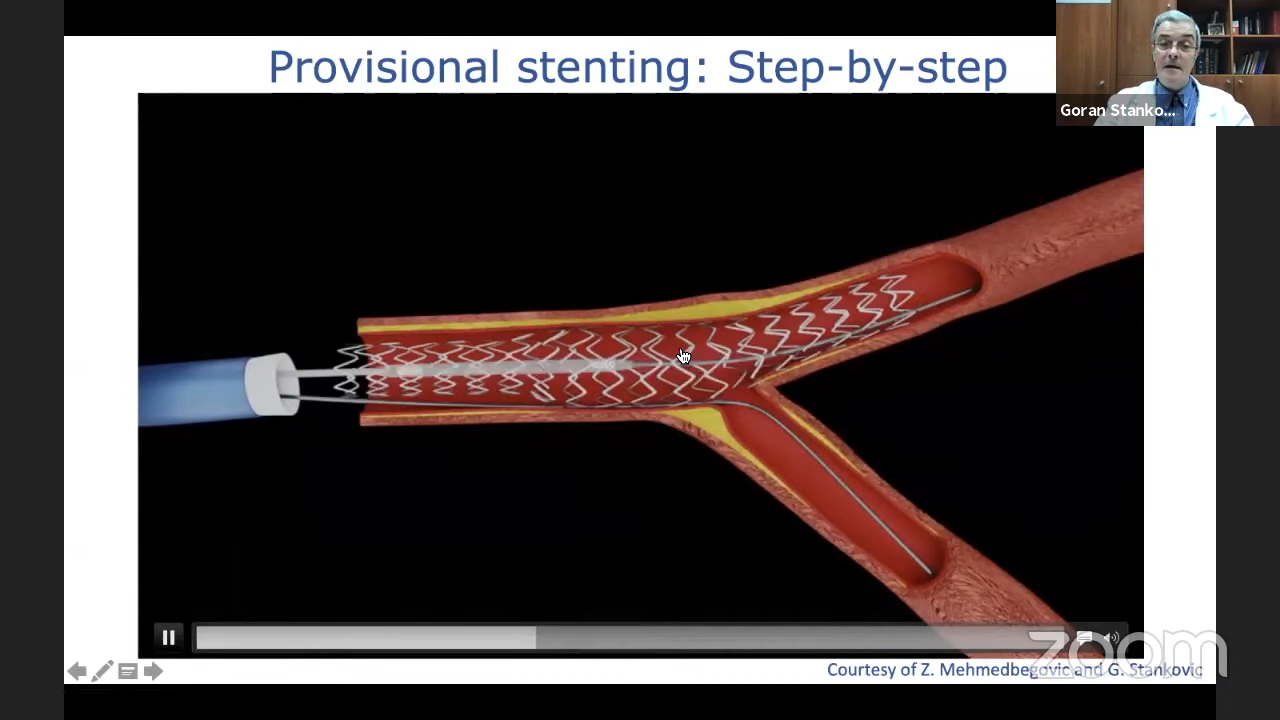 Provisional stenting: Step-by-step
Goran Stanko...
Courtesy of Z. Mehmedbegovic and G. Stankovic
zoom